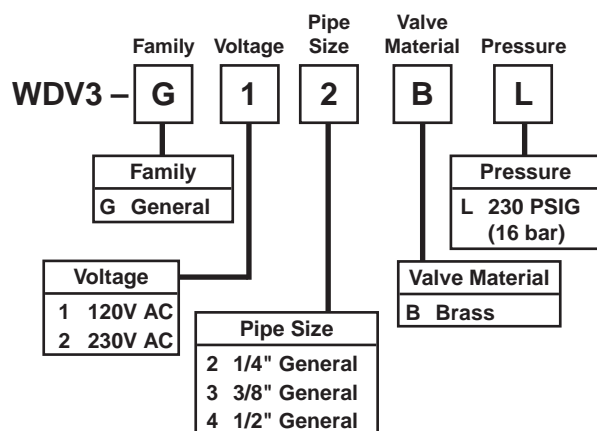 Family Voltage Pipe Size Valve Material Pressure
WDV3 – G 1 2 B L
Family
G General
Pressure
L 230 PSIG
(16 bar)
Voltage
1 120V AC
2 230V AC
Valve Material
B Brass
Pipe Size
2 1/4" General
3 3/8" General
4 1/2" General